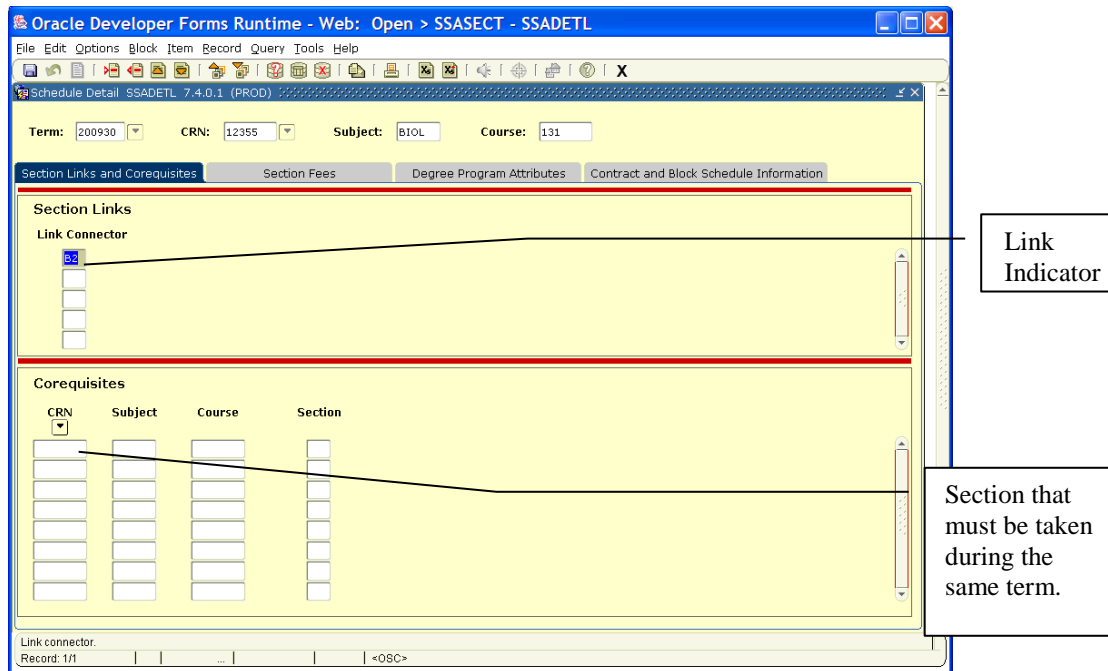 Oracle Developer Forms Runtime - Web: Open > SSASECT - SSADETL
File Edit Options Block Item Record Query Tools Help
Schedule Detail SSADETL 7.4.0.1 (PROD)
Term: 200930 CRN: 12355 Subject: BIOL Course: 131
Section Links and Corequisites Section Fees Degree Program Attributes Contract and Block Schedule Information
Section Links
Link Connector
B2
Link
Indicator
Corequisites
CRN Subject Course Section
Section that
must be taken
during the
same term.
Link connector.
Record: 1/1 ... <OSC>